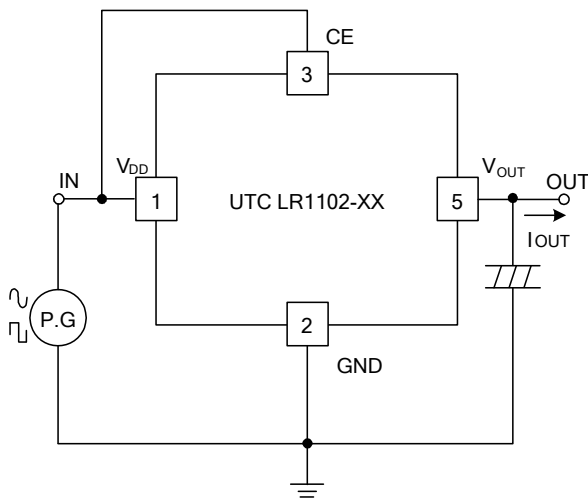 CE
3
IN
VDD
1
UTC LR1102-XX
5
VOUT
OUT
IOUT
P.G
2
GND